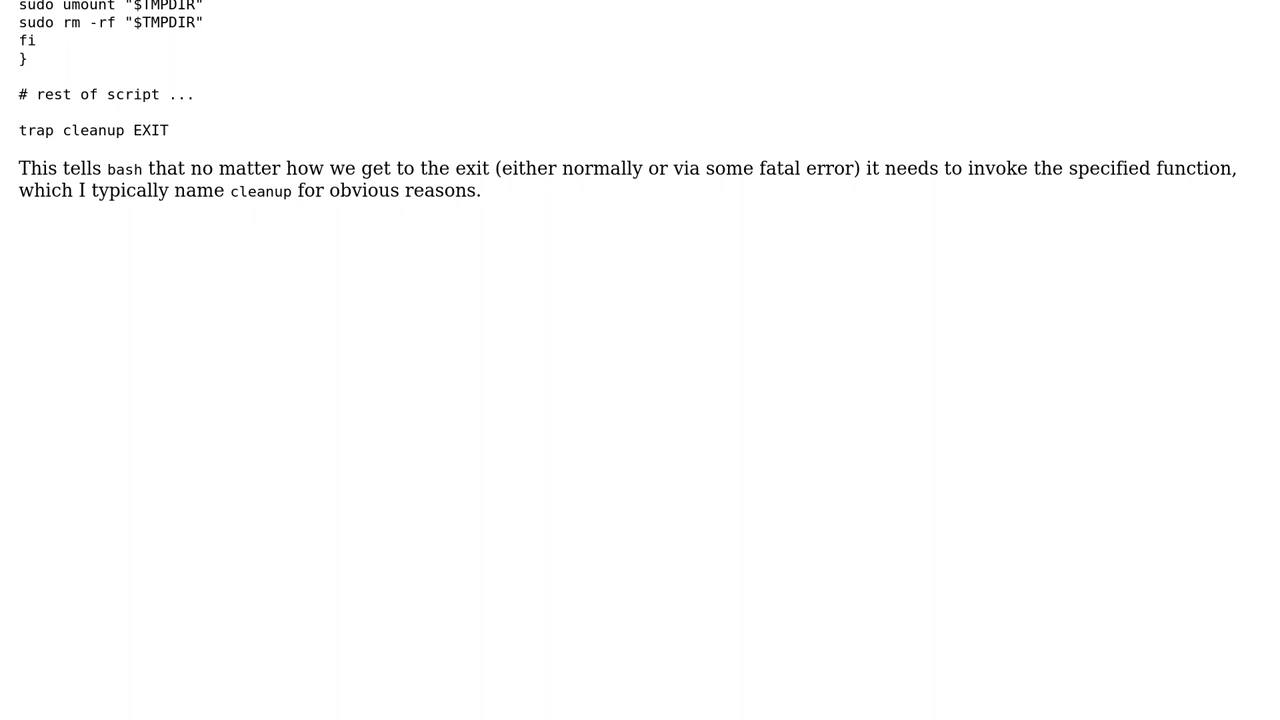 sudo umount "$TMPDIR"
sudo rm -rf "$TMPDIR"
fi
}
# rest of script ...
trap cleanup EXIT
This tells bash that no matter how we get to the exit (either normally or via some fatal error) it needs to invoke the specified function,
which I typically name cleanup for obvious reasons.